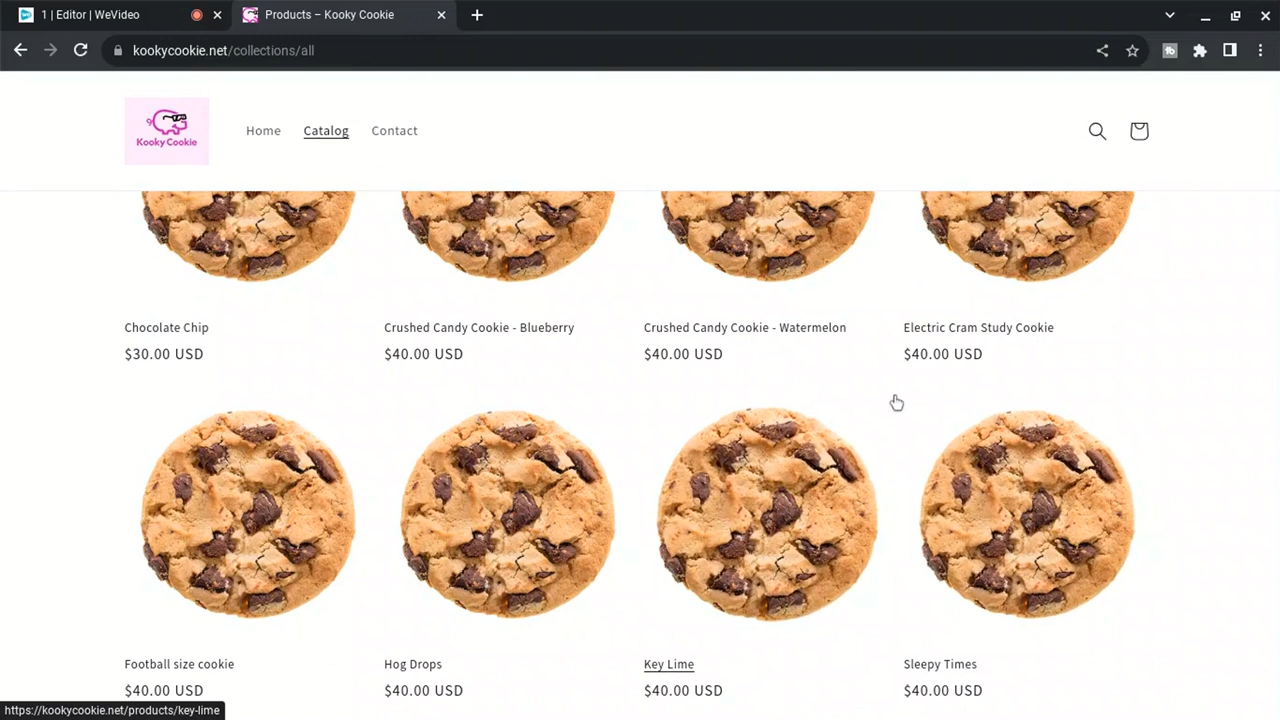 1 | Editor | WeVideo
Products – Kooky Cookie
kookycookie.net/collections/all
Kooky Cookie
Home
Catalog
Contact
Chocolate Chip
Crushed Candy Cookie - Blueberry
Crushed Candy Cookie - Watermelon
Electric Cram Study Cookie
$30.00 USD
$40.00 USD
$40.00 USD
$40.00 USD
Football size cookie
Hog Drops
Key Lime
Sleepy Times
$40.00 USD
$40.00 USD
$40.00 USD
$40.00 USD
https://kookycookie.net/products/key-lime